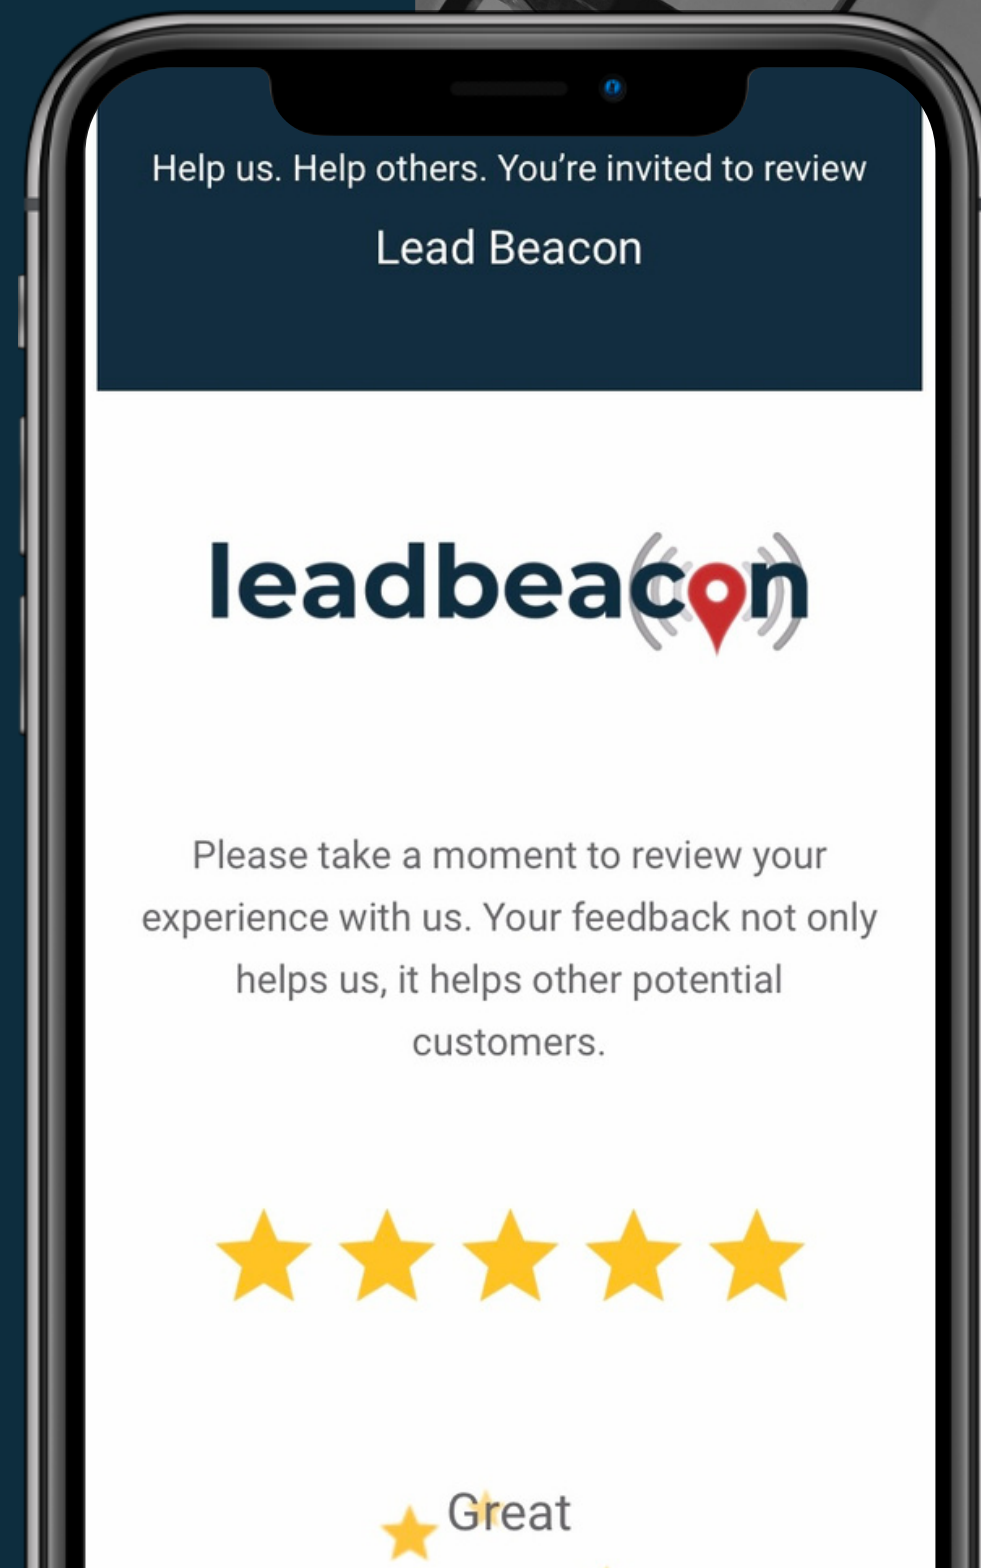 Help us. Help others. You’re invited to review
Lead Beacon
leadbeacon
Please take a moment to review your
experience with us. Your feedback not only
helps us, it helps other potential
customers.
Great